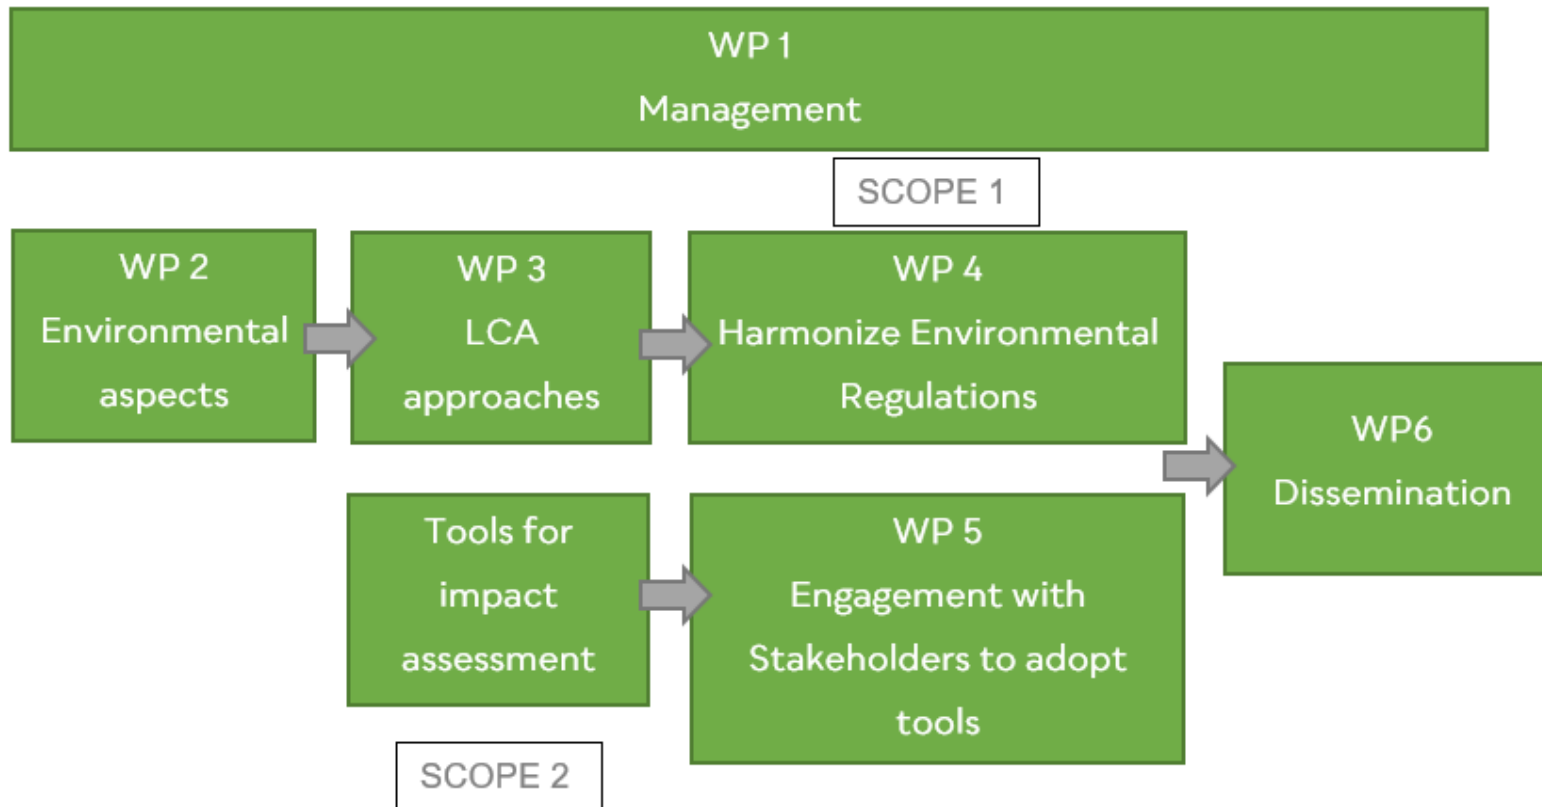 WP 1
Management
SCOPE 1
WP 2
Environmental
aspects
WP 3
LCA
approaches
WP 4
Harmonize Environmental
Regulations
WP6
Dissemination
Tools for
impact
assessment
WP 5
Engagement with
Stakeholders to adopt
tools
SCOPE 2